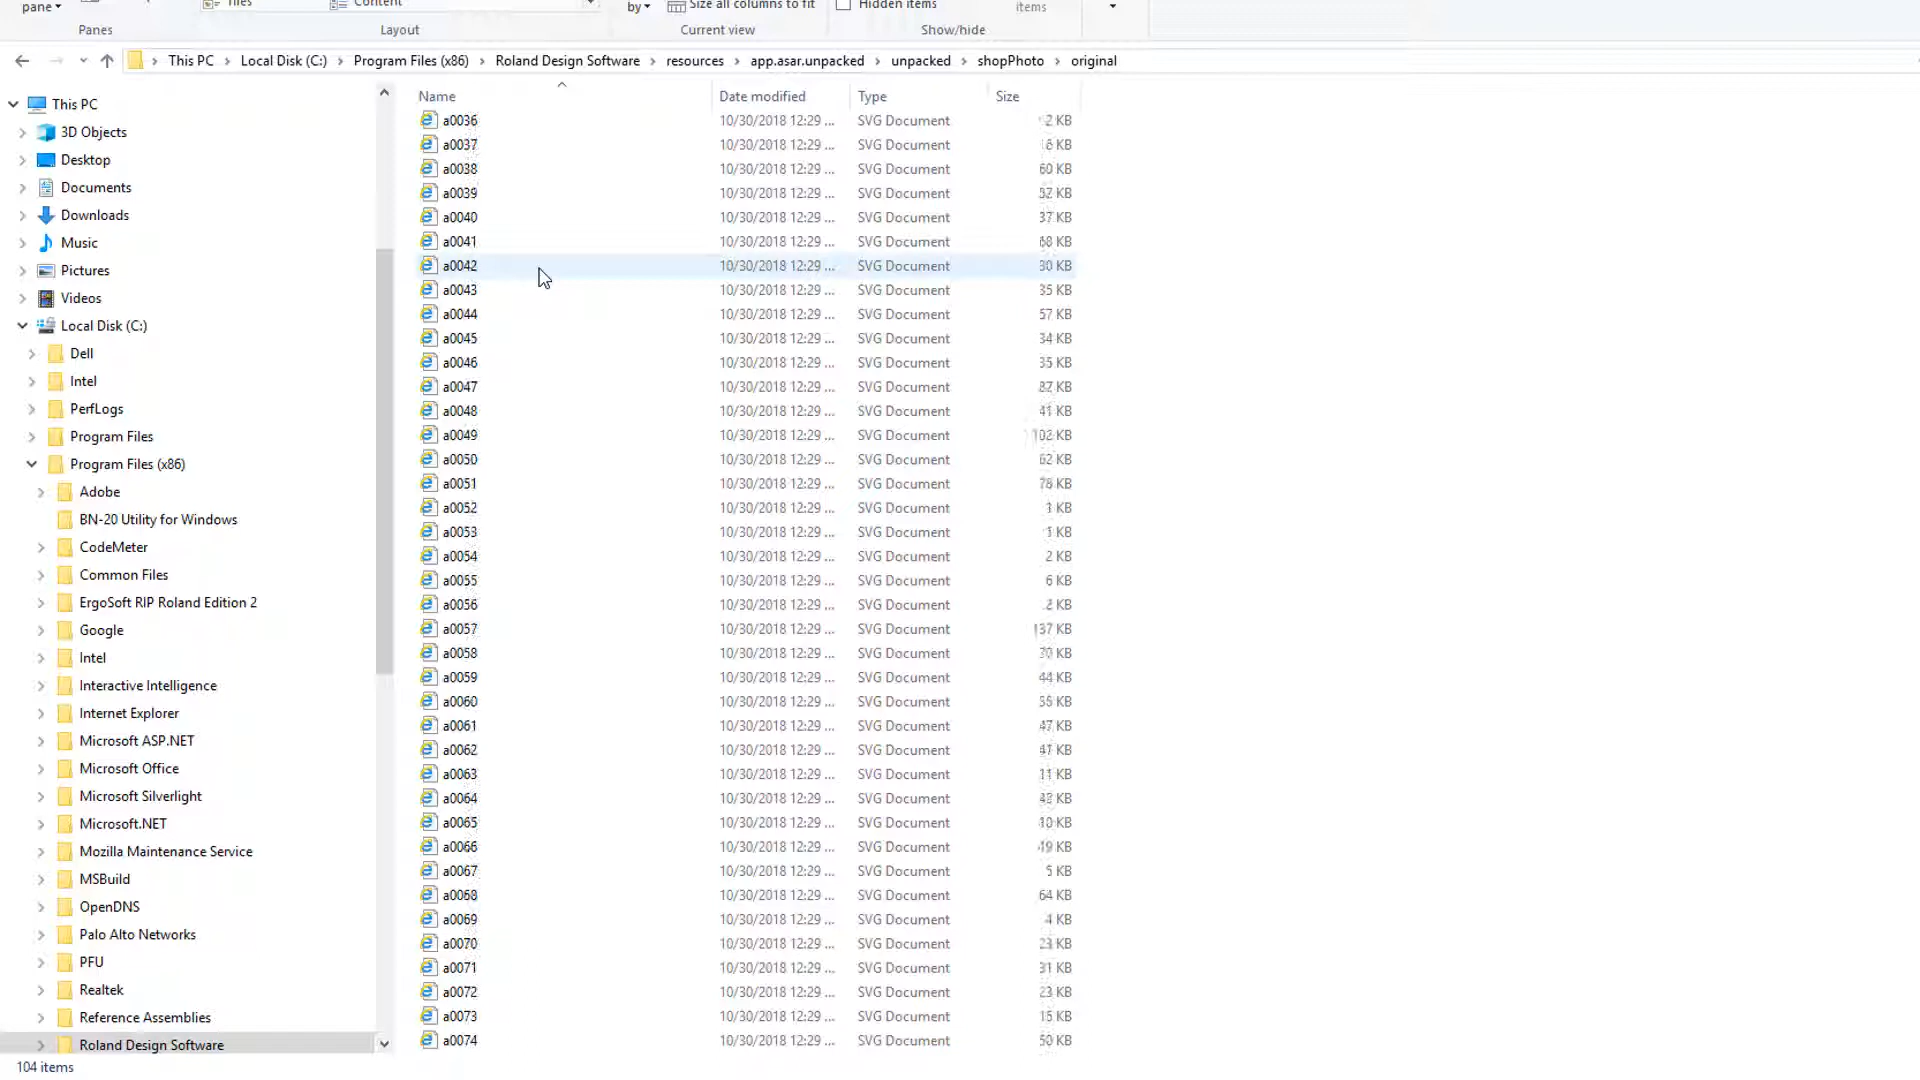 pane
Tiles
Content
by
Size all columns to fit
Hidden items
items
Panes
Layout
Current view
Show/hide
This PC > Local Disk (C:) > Program Files (x86) > Roland Design Software > resources > app.asar.unpacked > unpacked > shopPhoto > original
Name Date modified Type Size
This PC
3D Objects
Desktop
Documents
Downloads
Music
Pictures
Videos
Local Disk (C:)
Dell
Intel
PerfLogs
Program Files
Program Files (x86)
Adobe
BN-20 Utility for Windows
CodeMeter
Common Files
ErgoSoft RIP Roland Edition 2
Google
Intel
Interactive Intelligence
Internet Explorer
Microsoft ASP.NET
Microsoft Office
Microsoft Silverlight
Microsoft.NET
Mozilla Maintenance Service
MSBuild
OpenDNS
Palo Alto Networks
PFU
Realtek
Reference Assemblies
Roland Design Software
a0036 10/30/2018 12:29 ... SVG Document KB
a0037 10/30/2018 12:29 ... SVG Document KB
a0038 10/30/2018 12:29 ... SVG Document 60 KB
a0039 10/30/2018 12:29 ... SVG Document KB
a0040 10/30/2018 12:29 ... SVG Document 37 KB
a0041 10/30/2018 12:29 ... SVG Document 68 KB
a0042 10/30/2018 12:29 ... SVG Document 30 KB
a0043 10/30/2018 12:29 ... SVG Document 35 KB
a0044 10/30/2018 12:29 ... SVG Document 57 KB
a0045 10/30/2018 12:29 ... SVG Document 34 KB
a0046 10/30/2018 12:29 ... SVG Document 35 KB
a0047 10/30/2018 12:29 ... SVG Document KB
a0048 10/30/2018 12:29 ... SVG Document 41 KB
a0049 10/30/2018 12:29 ... SVG Document KB
a0050 10/30/2018 12:29 ... SVG Document 62 KB
a0051 10/30/2018 12:29 ... SVG Document 78 KB
a0052 10/30/2018 12:29 ... SVG Document 1 KB
a0053 10/30/2018 12:29 ... SVG Document 1 KB
a0054 10/30/2018 12:29 ... SVG Document 2 KB
a0055 10/30/2018 12:29 ... SVG Document 6 KB
a0056 10/30/2018 12:29 ... SVG Document 2 KB
a0057 10/30/2018 12:29 ... SVG Document 137 KB
a0058 10/30/2018 12:29 ... SVG Document KB
a0059 10/30/2018 12:29 ... SVG Document 44 KB
a0060 10/30/2018 12:29 ... SVG Document KB
a0061 10/30/2018 12:29 ... SVG Document 47 KB
a0062 10/30/2018 12:29 ... SVG Document KB
a0063 10/30/2018 12:29 ... SVG Document 11 KB
a0064 10/30/2018 12:29 ... SVG Document KB
a0065 10/30/2018 12:29 ... SVG Document KB
a0066 10/30/2018 12:29 ... SVG Document KB
a0067 10/30/2018 12:29 ... SVG Document 5 KB
a0068 10/30/2018 12:29 ... SVG Document 64 KB
a0069 10/30/2018 12:29 ... SVG Document 4 KB
a0070 10/30/2018 12:29 ... SVG Document KB
a0071 10/30/2018 12:29 ... SVG Document 31 KB
a0072 10/30/2018 12:29 ... SVG Document 23 KB
a0073 10/30/2018 12:29 ... SVG Document KB
a0074 10/30/2018 12:29 ... SVG Document 50 KB
104 items